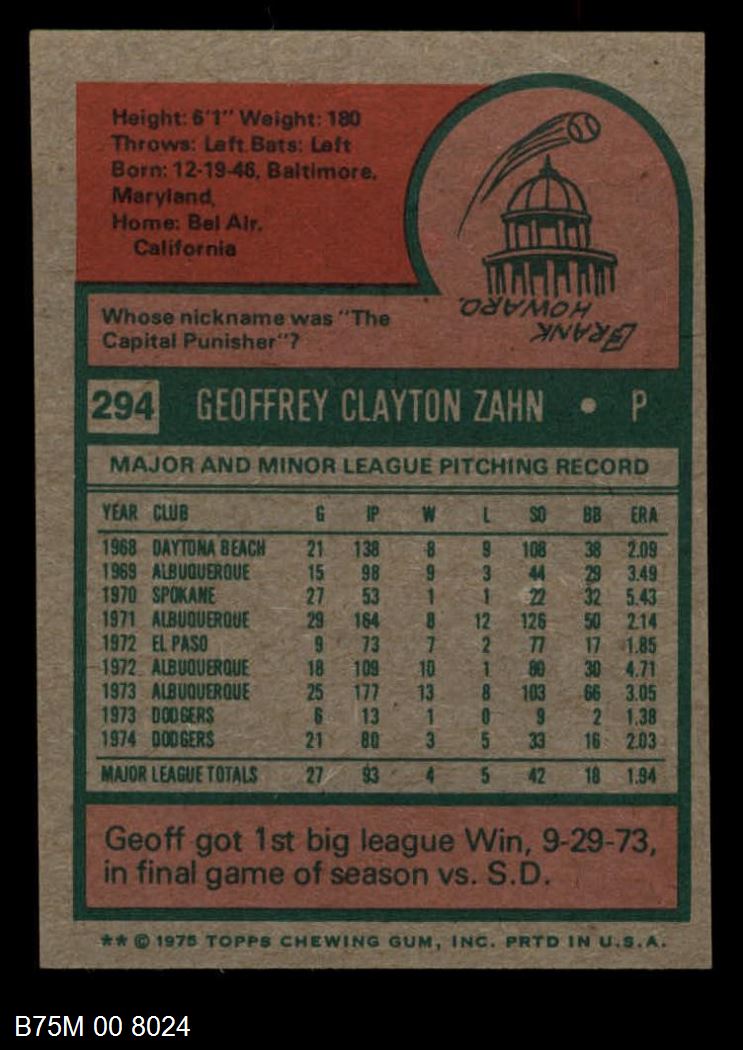 Height: 6'1" Weight: 180
Throws: Left Bats: Left
Born: 12-19-46, Baltimore,
Maryland
Home: Bel Air,
California
FRANK
HOWARD
Whose nickname was "The
Capital Punisher"?
294 GEOFFREY CLAYTON ZAHN • P
MAJOR AND MINOR LEAGUE PITCHING RECORD
YEAR CLUB G IP W L SO BB ERA
1968 DAYTONA BEACH 21 138 8 9 108 38 2.09
1969 ALBUQUERQUE 15 98 9 3 44 29 3.49
1970 SPOKANE 27 53 1 1 22 32 5.43
1971 ALBUQUERQUE 29 164 8 12 126 50 2.14
1972 EL PASO 9 73 7 2 77 17 1.85
1972 ALBUQUERQUE 18 109 10 1 80 30 4.71
1973 ALBUQUERQUE 25 177 13 8 103 66 3.05
1973 DODGERS 6 13 1 0 9 2 1.38
1974 DODGERS 21 80 3 5 33 16 2.03
MAJOR LEAGUE TOTALS 27 93 4 5 42 18 1.94
Geoff got 1st big league Win, 9-29-73,
in final game of season vs. S.D.
** © 1975 TOPPS CHEWING GUM, INC. PRTD IN U.S.A.
B75M 00 8024